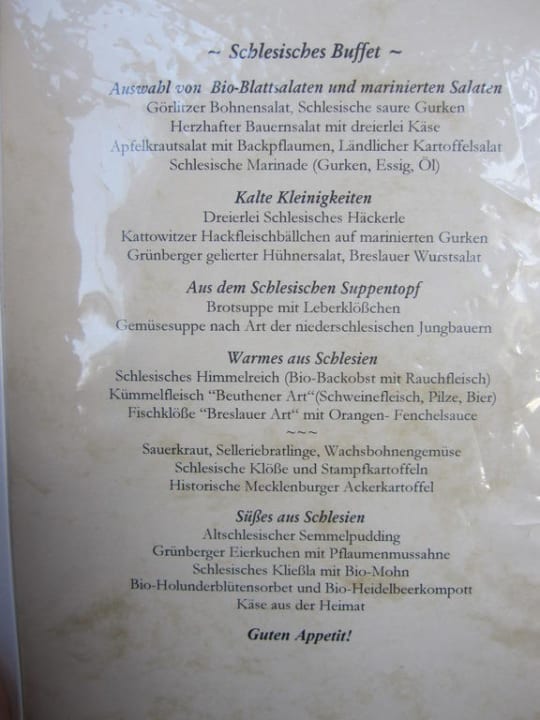 ~ Schlesisches Buffet ~
Auswahl von Bio-Blattsalaten und marinierten Salaten
Görlitzer Bohnensalat, Schlesische saure Gurken
Herzhafter Bauernsalat mit dreierlei Käse
Apfelkrautsalat mit Backpflaumen, Ländlicher Kartoffelsalat
Schlesische Marinade (Gurken, Essig, Öl)
Kalte Kleinigkeiten
Dreierlei Schlesisches Häckerle
Kattowitzer Hackfleischbällchen auf marinierten Gurken
Grünberger gelierter Hühnersalat, Breslauer Wurstsalat
Aus dem Schlesischen Suppentopf
Brotsuppe mit Leberklößchen
Gemüsesuppe nach Art der niederschlesischen Jungbauern
Warmes aus Schlesien
Schlesisches Himmelreich (Bio-Backobst mit Rauchfleisch)
Kümmelfleisch “Beuthener Art“(Schweinefleisch, Pilze, Bier)
Fischklöße “Breslauer Art“ mit Orangen- Fenchelsauce
~~~
Sauerkraut, Selleriebratlinge, Wachsbohnengemüse
Schlesische Klöße und Stampfkartoffeln
Historische Mecklenburger Ackerkartoffel
Süßes aus Schlesien
Altschlesischer Semmelpudding
Grünberger Eierkuchen mit Pflaumenmussahne
Schlesisches Kließla mit Bio-Mohn
Bio-Holunderblütensorbet und Bio-Heidelbeerkompott
Käse aus der Heimat
Guten Appetit!